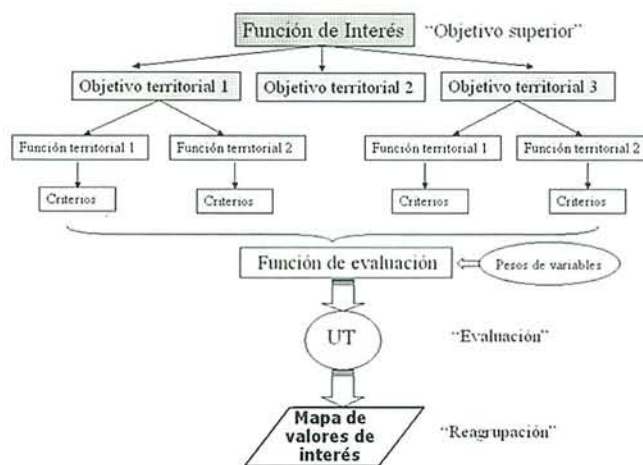 Función de Interés "Objetivo superior"
Objetivo territorial 1 Objetivo territorial 2 Objetivo territorial 3
Función territorial 1 Función territorial 2 Función territorial 1 Función territorial 2
Criterios Criterios Criterios Criterios
Función de evaluación Pesos de variables
UT "Evaluación"
Mapa de
valores de
interés
"Reagrupación"